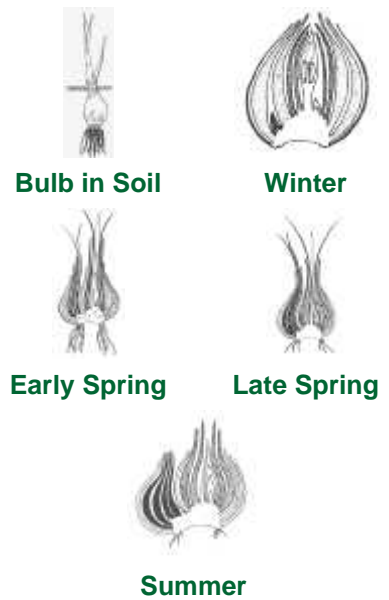 Bulb in Soil
Winter
Early Spring
Late Spring
Summer